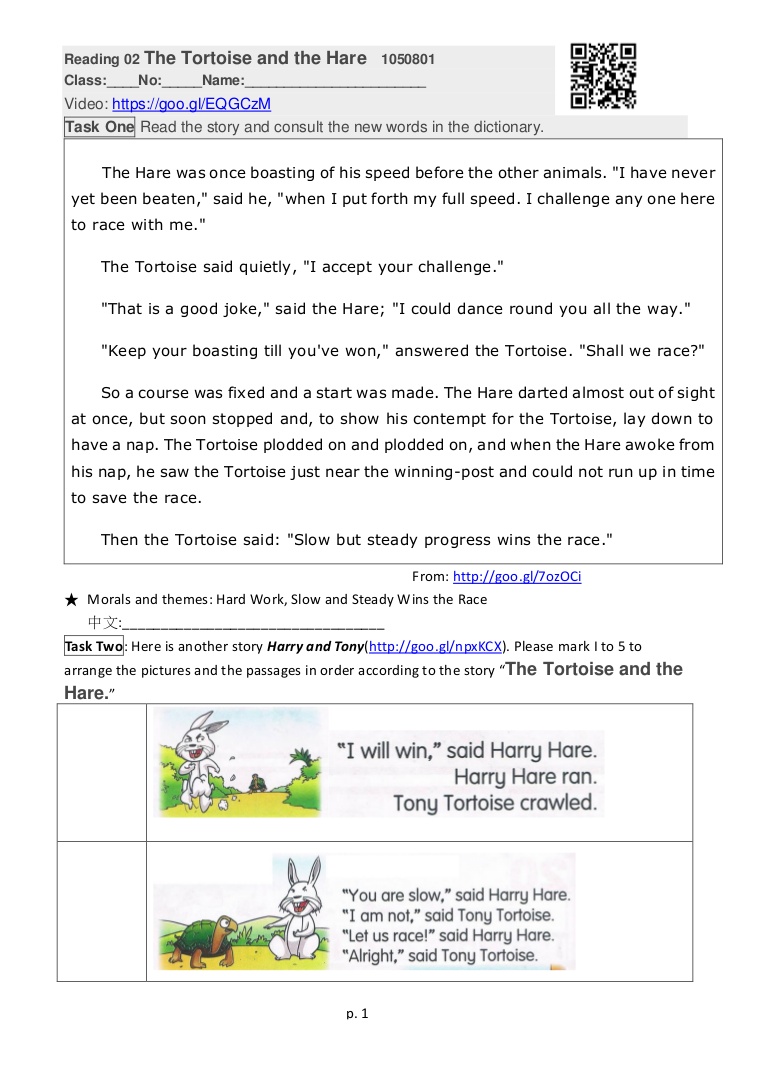 Reading 02 The Tortoise and the Hare 1050801
Class:____No:_____Name:_______________________
Video: https://goo.gl/EQGCzM
Task One Read the story and consult the new words in the dictionary.
The Hare was once boasting of his speed before the other animals. "I have never
yet been beaten," said he, "when I put forth my full speed. I challenge any one here
to race with me."
The Tortoise said quietly, "I accept your challenge."
"That is a good joke," said the Hare; "I could dance round you all the way."
"Keep your boasting till you've won," answered the Tortoise. "Shall we race?"
So a course was fixed and a start was made. The Hare darted almost out of sight
at once, but soon stopped and, to show his contempt for the Tortoise, lay down to
have a nap. The Tortoise plodded on and plodded on, and when the Hare awoke from
his nap, he saw the Tortoise just near the winning-post and could not run up in time
to save the race.
Then the Tortoise said: "Slow but steady progress wins the race."
From: http://goo.gl/7ozOCi
★ Morals and themes: Hard Work, Slow and Steady Wins the Race
中文:__________________________________
Task Two: Here is another story Harry and Tony(http://goo.gl/npxKCX). Please mark I to 5 to
arrange the pictures and the passages in order according to the story “The Tortoise and the
Hare.”
“I will win,” said Harry Hare.
Harry Hare ran.
Tony Tortoise crawled.
“You are slow,” said Harry Hare.
“I am not,” said Tony Tortoise.
“Let us race!” said Harry Hare.
“Alright,” said Tony Tortoise.
p. 1